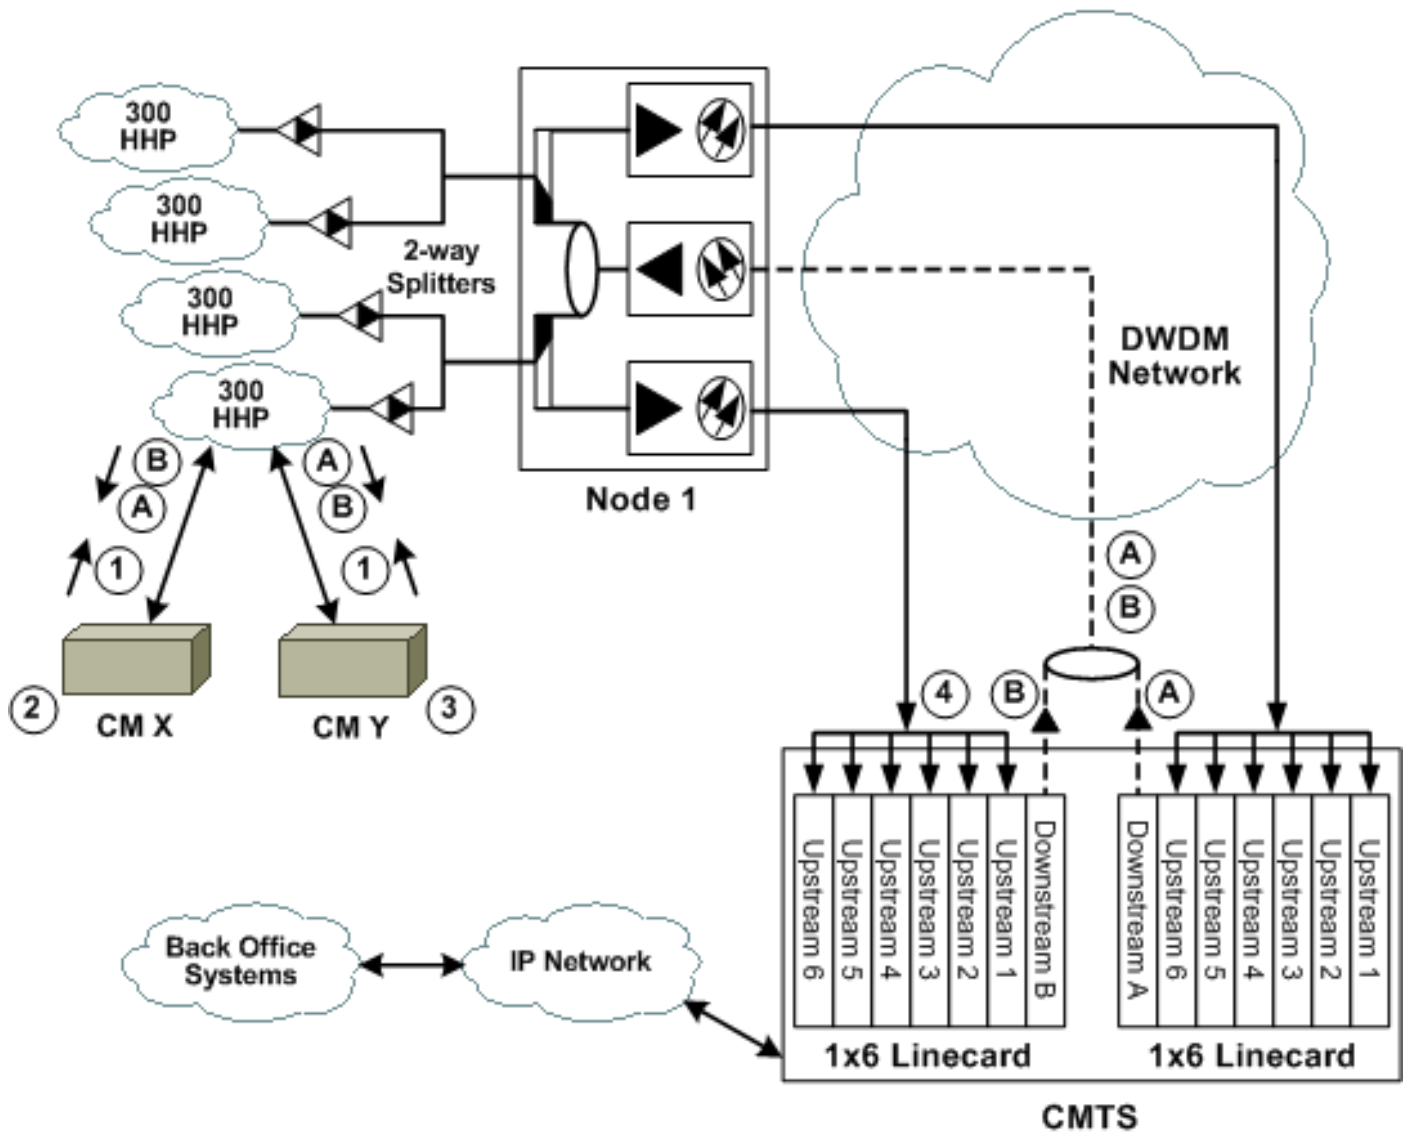 300
HHP
300
HHP
300
HHP
300
HHP
2-way
Splitters
Node 1
DWDM
Network
B
A
A
B
1
1
2
CM X
CM Y
3
A
B
4
B
A
Upstream 6
Upstream 5
Upstream 4
Upstream 3
Upstream 2
Upstream 1
Downstream B
Downstream A
Upstream 6
Upstream 5
Upstream 4
Upstream 3
Upstream 2
Upstream 1
1x6 Linecard
1x6 Linecard
CMTS
Back Office
Systems
IP Network